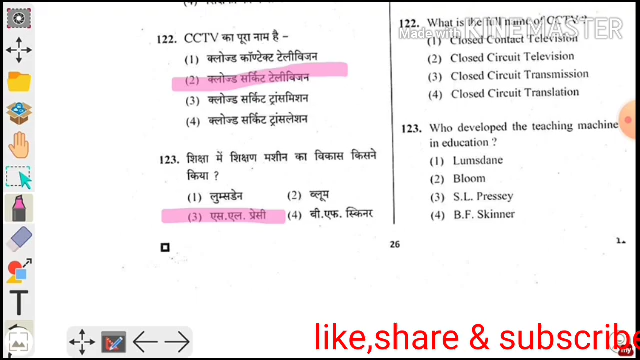 122. CCTV का पूरा नाम है –
(1) क्लोज्ड कॉण्टेक्ट टेलीविजन
(2) क्लोज्ड सर्किट टेलीविजन
(3) क्लोज्ड सर्किट ट्रांसमिशन
(4) क्लोज्ड सर्किट ट्रांसलेशन
123. शिक्षा में शिक्षण मशीन का विकास किसने
किया ?
(1) लुम्सडेन (2) ब्लूम
(3) एस.एल. प्रेसी (4) बी.एफ. स्किनर
122. What is the full name of CCTV ?
Made with KINEMASTER
(1) Closed Contact Television
(2) Closed Circuit Television
(3) Closed Circuit Transmission
(4) Closed Circuit Translation
123. Who developed the teaching machine
in education ?
(1) Lumsdane
(2) Bloom
(3) S.L. Pressey
(4) B.F. Skinner
26
T
like,share & subscribe